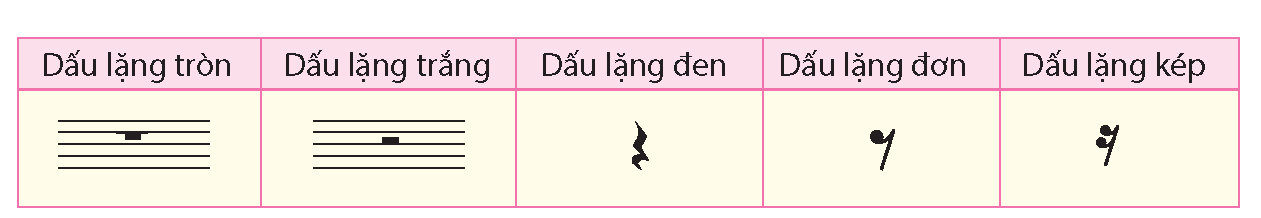 Dấu lặng tròn
Dấu lặng trắng
Dấu lặng đen
Dấu lặng đơn
Dấu lặng kép